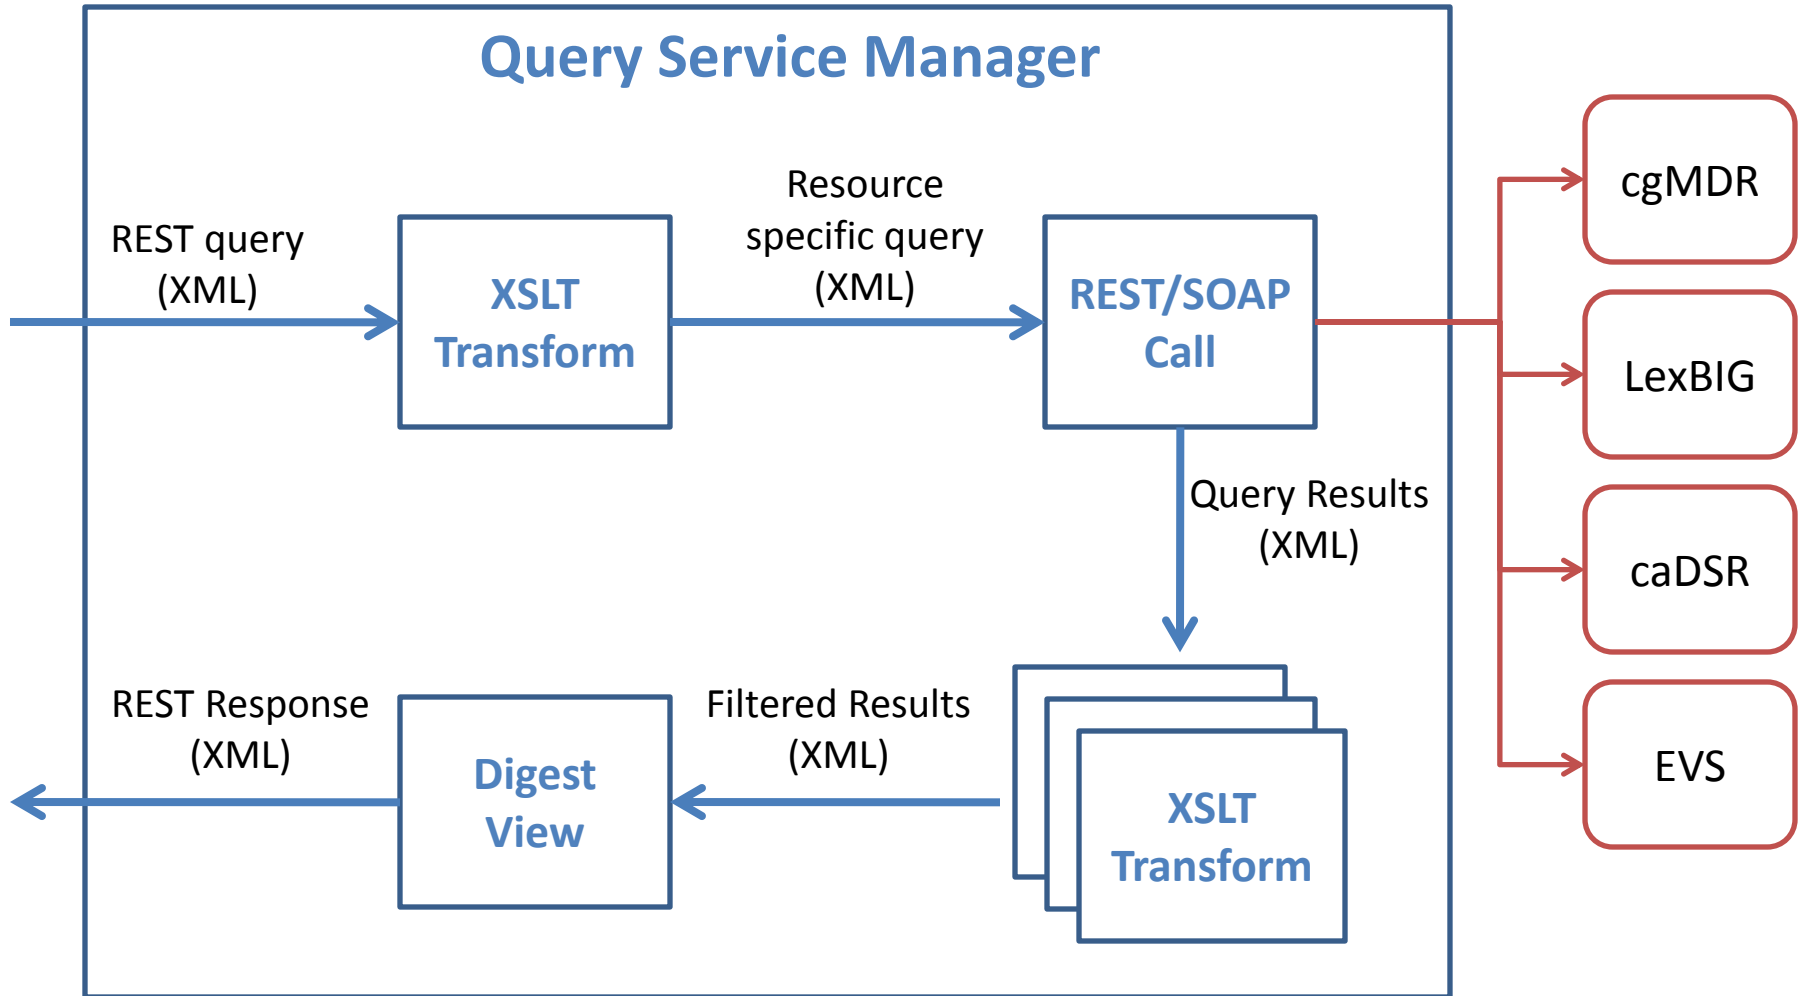 Query Service Manager
REST query
(XML)
XSLT
Transform
Resource
specific query
(XML)
REST/SOAP
Call
cgMDR
LexBIG
caDSR
EVS
Query Results
(XML)
XSLT
Transform
Filtered Results
(XML)
Digest
View
REST Response
(XML)